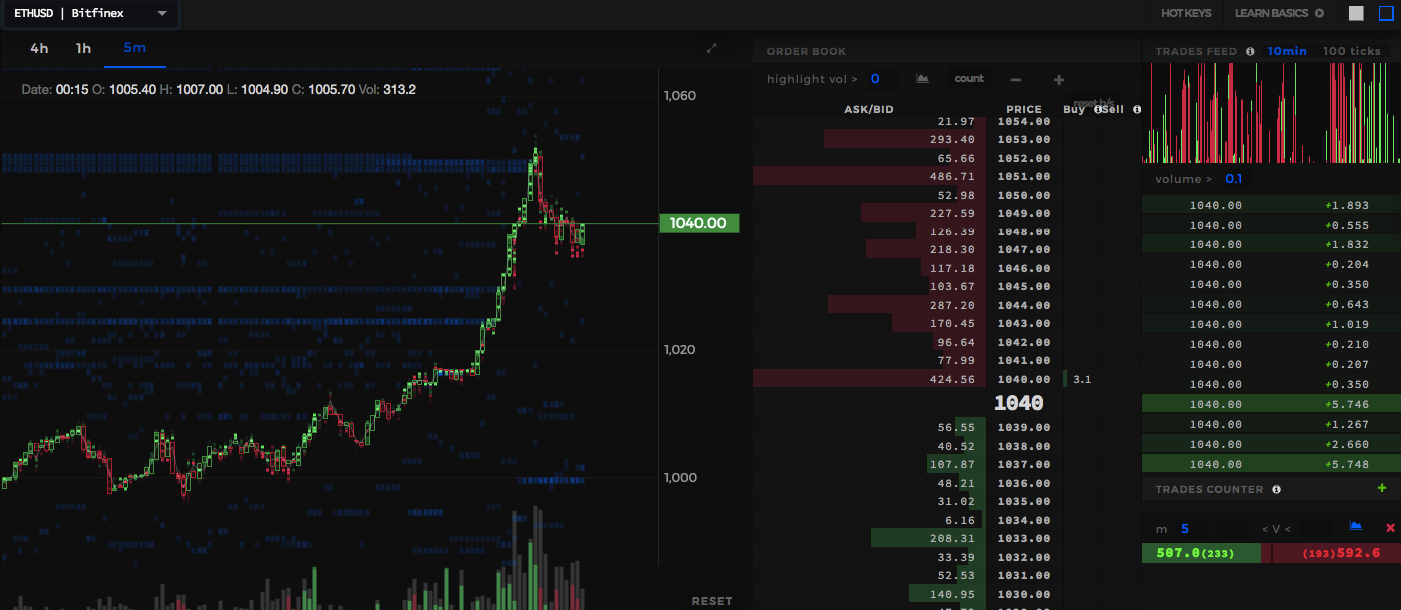 ETHUSD | Bitfinex
HOT KEYS
LEARN BASICS
4h 1h 5m
Date: 00:15 O: 1005.40 H: 1007.00 L: 1004.90 C: 1005.70 Vol: 313.2
1,060
1040.00
1,020
1,000
RESET
ORDER BOOK
highlight vol > 0 count − +
ASK/BID PRICE Buy Sell
reset b/s
21.97 1054.00
293.40 1053.00
65.66 1052.00
486.71 1051.00
52.98 1050.00
227.59 1049.00
126.39 1048.00
218.30 1047.00
117.18 1046.00
103.67 1045.00
287.20 1044.00
170.45 1043.00
96.64 1042.00
77.99 1041.00
424.56 1040.00 3.1
1040
56.55 1039.00
40.52 1038.00
107.87 1037.00
48.21 1036.00
31.02 1035.00
6.16 1034.00
208.31 1033.00
33.39 1032.00
52.53 1031.00
140.95 1030.00
TRADES FEED 10min 100 ticks
volume > 0.1
1040.00 +1.893
1040.00 +0.555
1040.00 +1.832
1040.00 +0.204
1040.00 +0.350
1040.00 +0.643
1040.00 +1.019
1040.00 +0.210
1040.00 +0.207
1040.00 +0.350
1040.00 +5.746
1040.00 +1.267
1040.00 +2.660
1040.00 +5.748
TRADES COUNTER +
m 5 < V <
507.0(233) (193)592.6